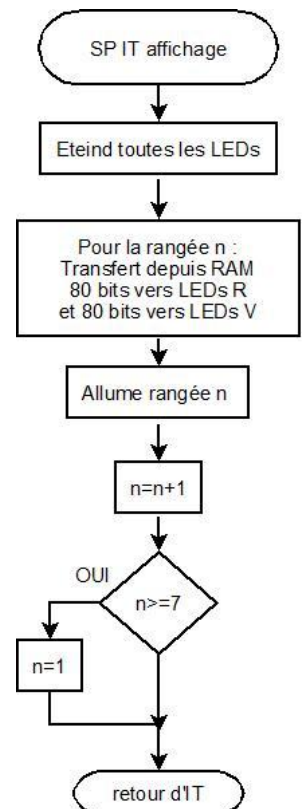 SP IT affichage
Eteind toutes les LEDs
Pour la rangée n :
Transfert depuis RAM
80 bits vers LEDs R
et 80 bits vers LEDs V
Allume rangée n
n=n+1
OUI
n>=7
n=1
retour d'IT